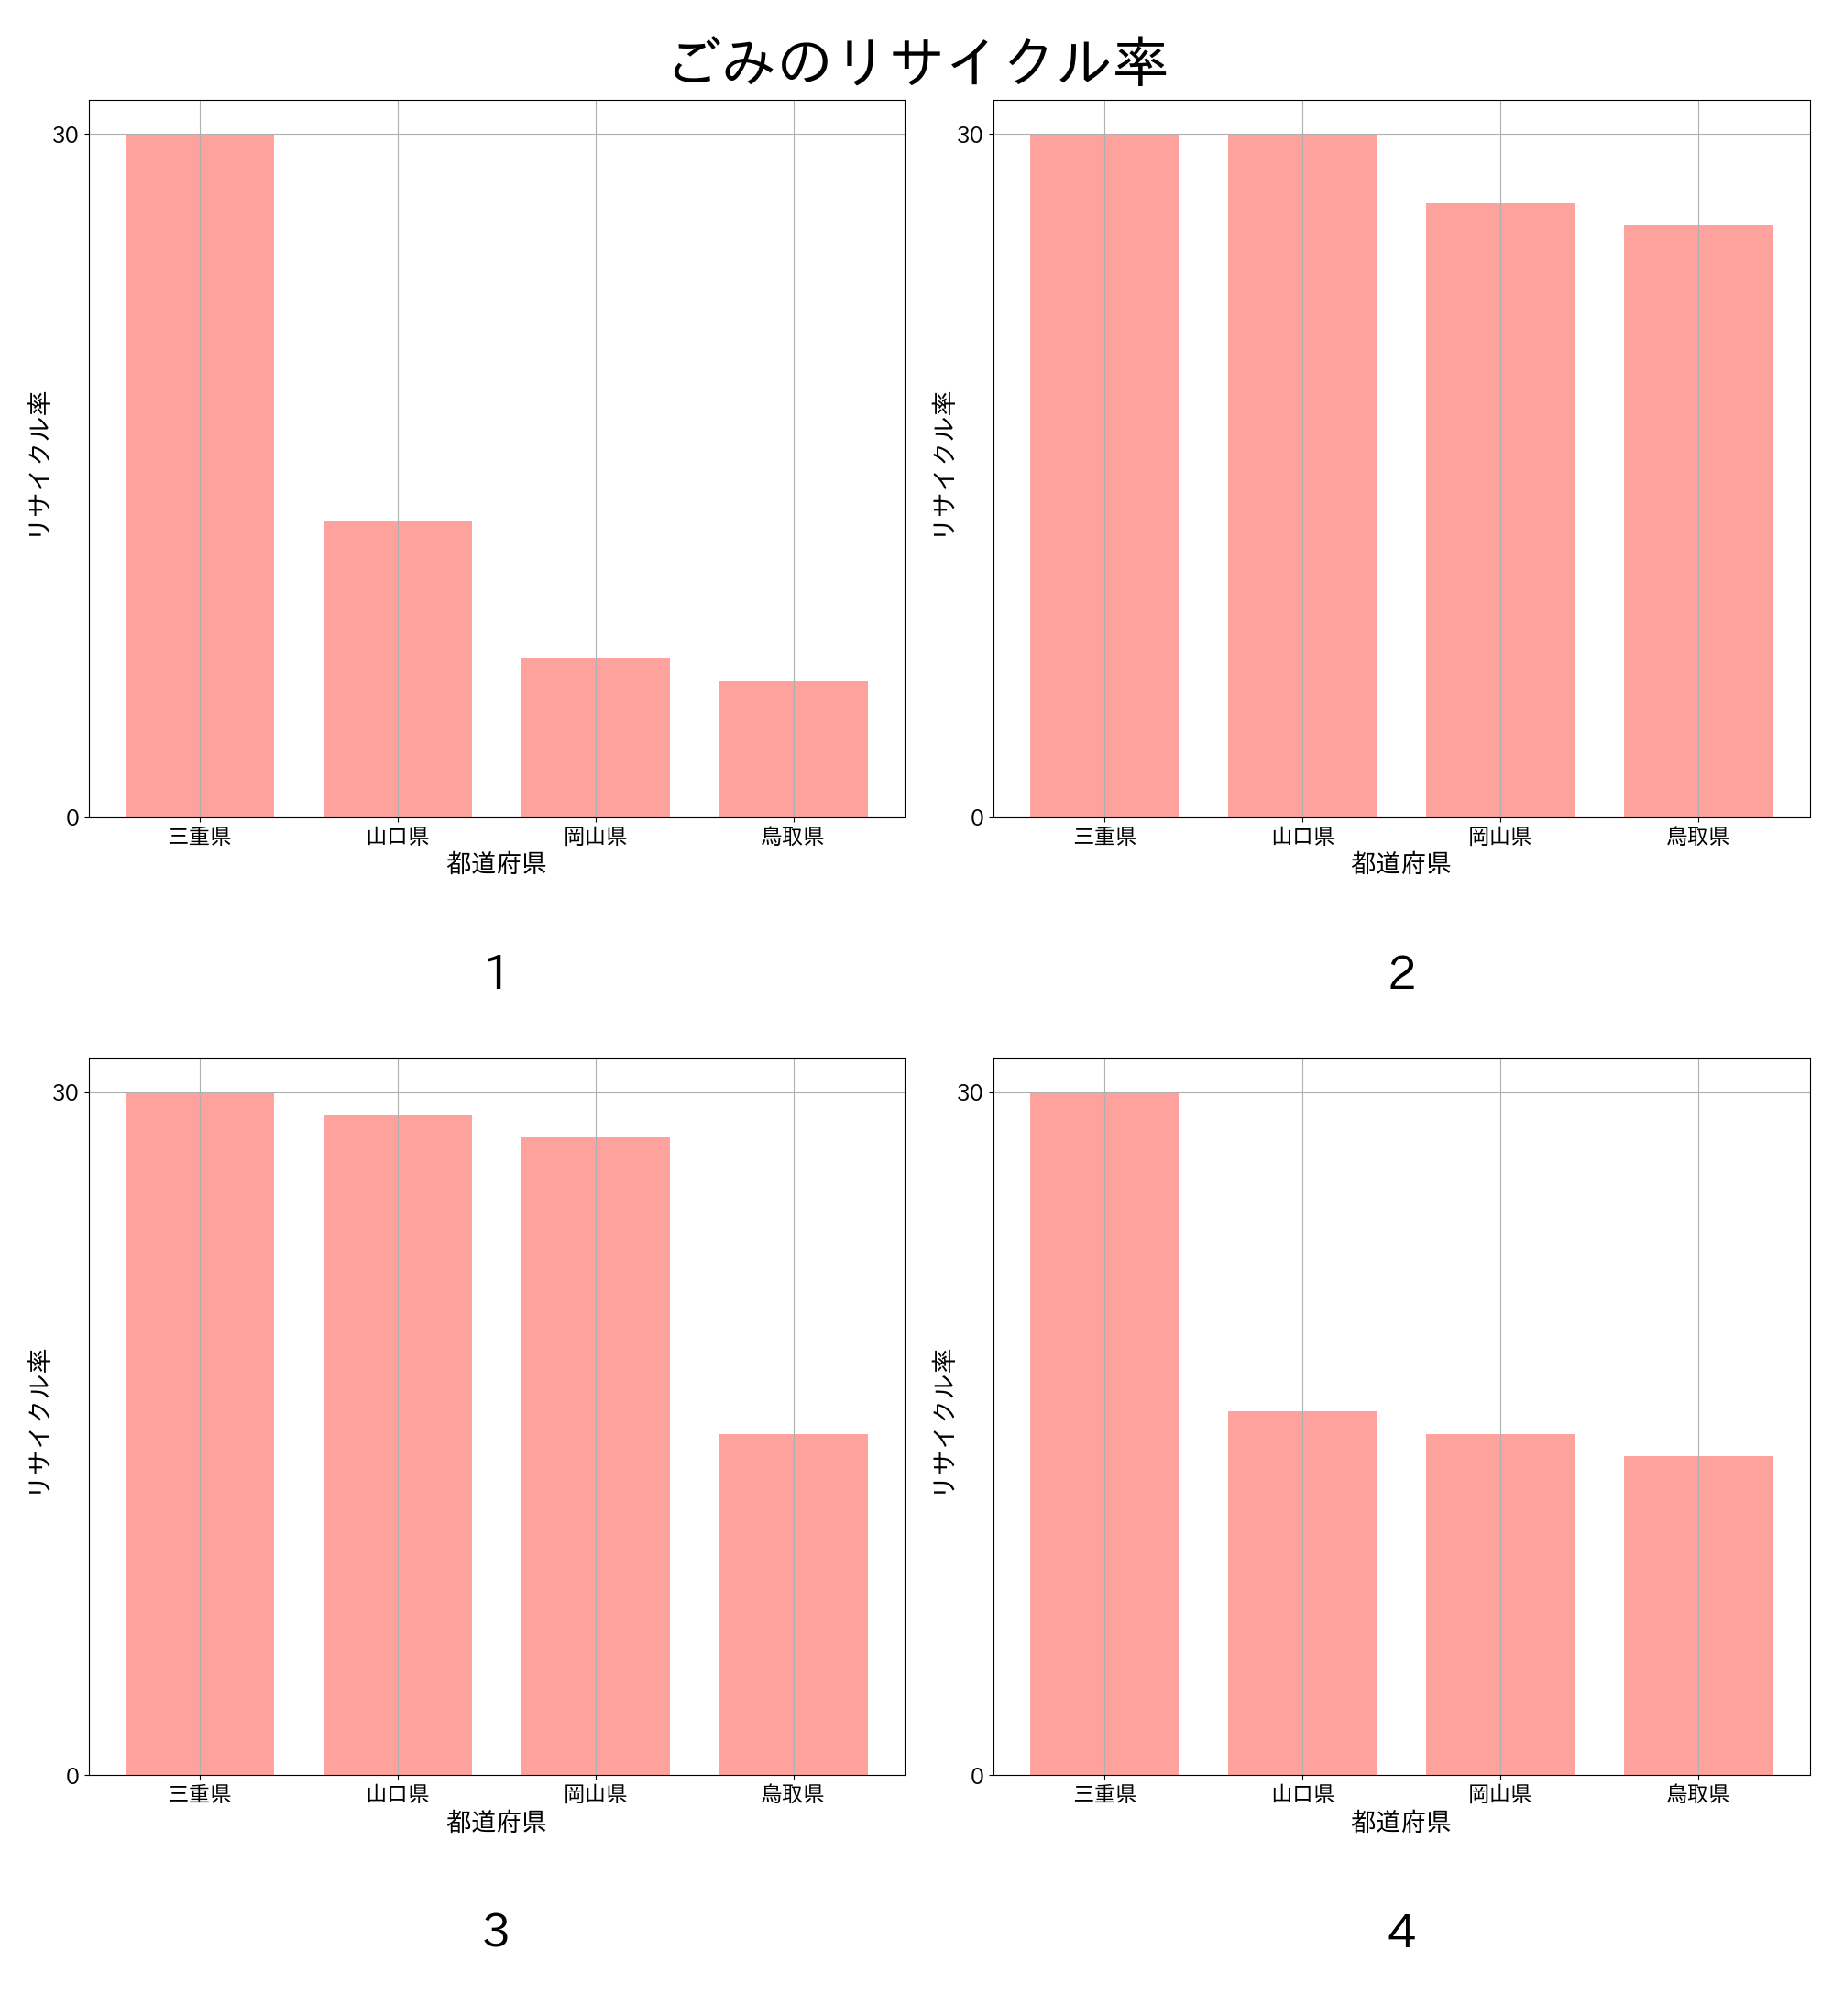 ごみのリサイクル率
30
0
リサイクル率
三重県 山口県 岡山県 鳥取県
都道府県
1
30
0
リサイクル率
三重県 山口県 岡山県 鳥取県
都道府県
2
30
0
リサイクル率
三重県 山口県 岡山県 鳥取県
都道府県
3
30
0
リサイクル率
三重県 山口県 岡山県 鳥取県
都道府県
4